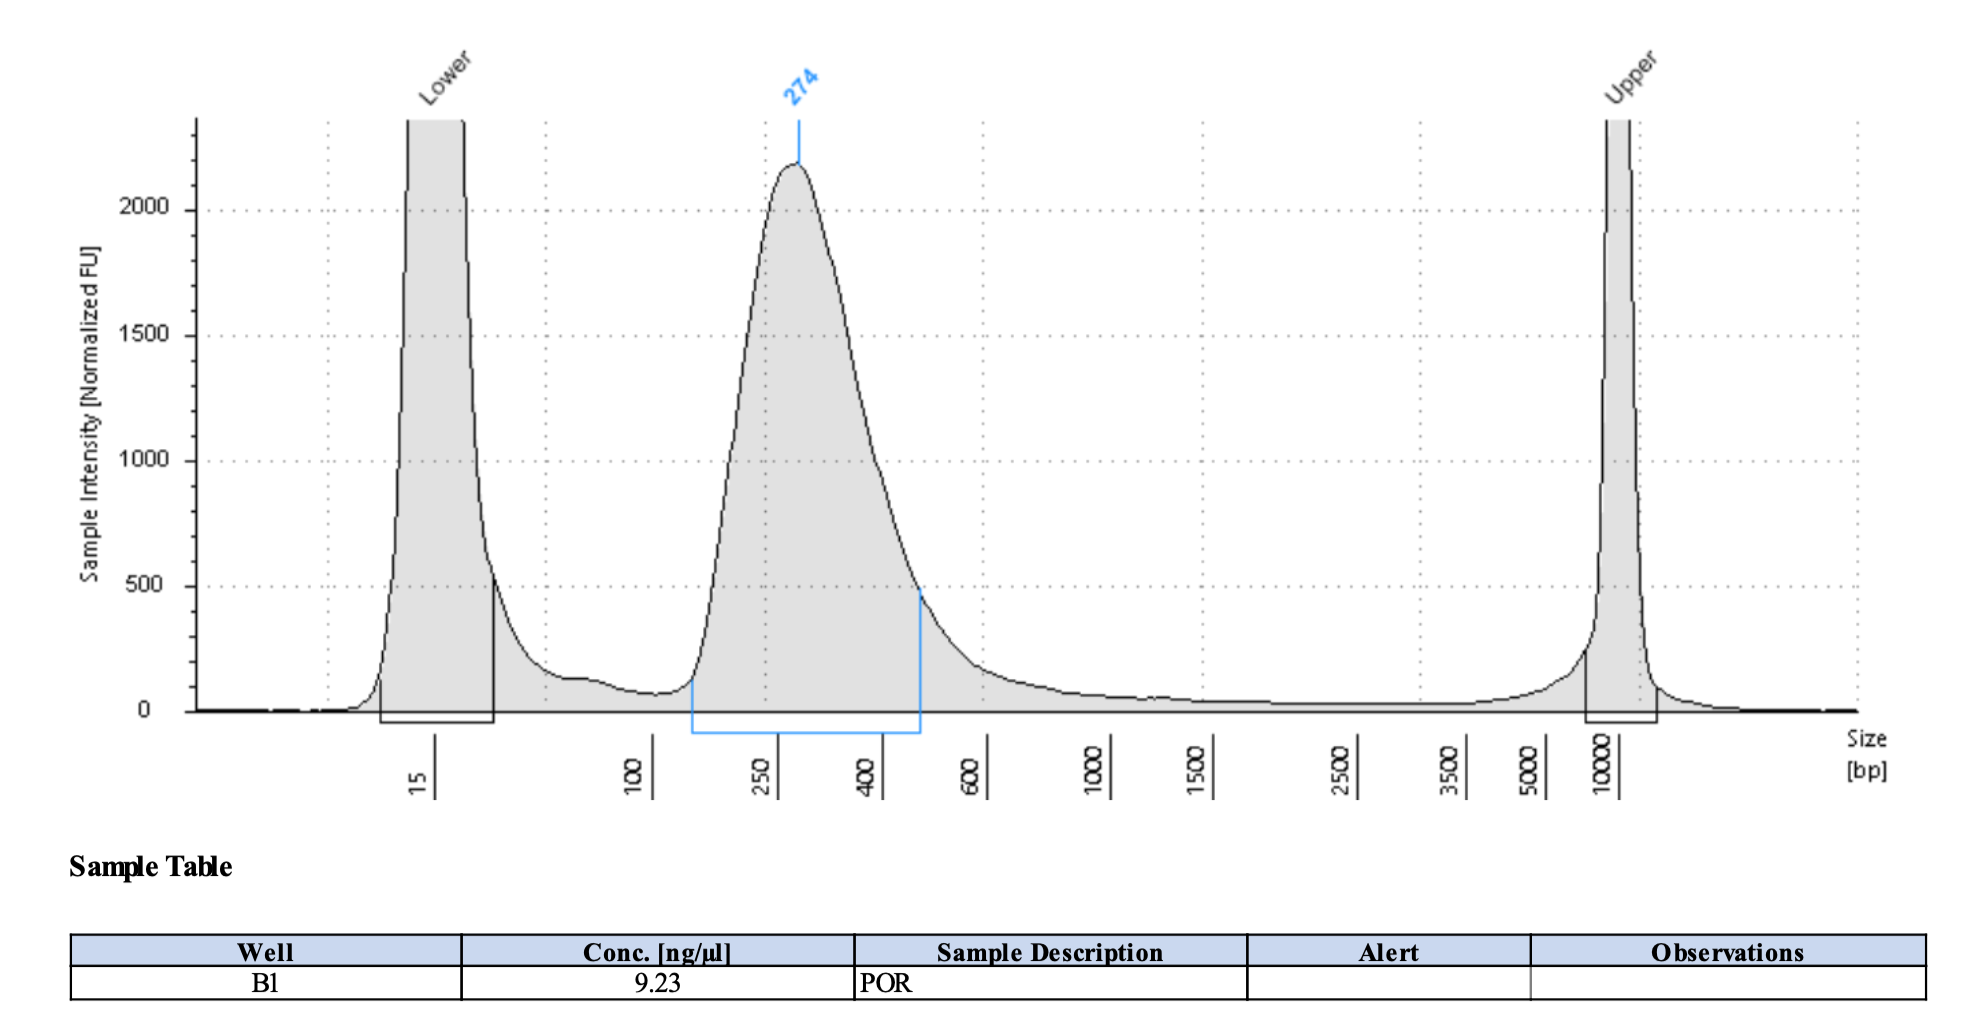 Lower
274
Upper
Sample Intensity [Normalized FU]
2000
1500
1000
500
0
15
100
250
400
600
1000
1500
2500
3500
5000
10000
Size
[bp]
Sample Table
Well Conc. [ng/µl] Sample Description Alert Observations
B1 9.23 POR